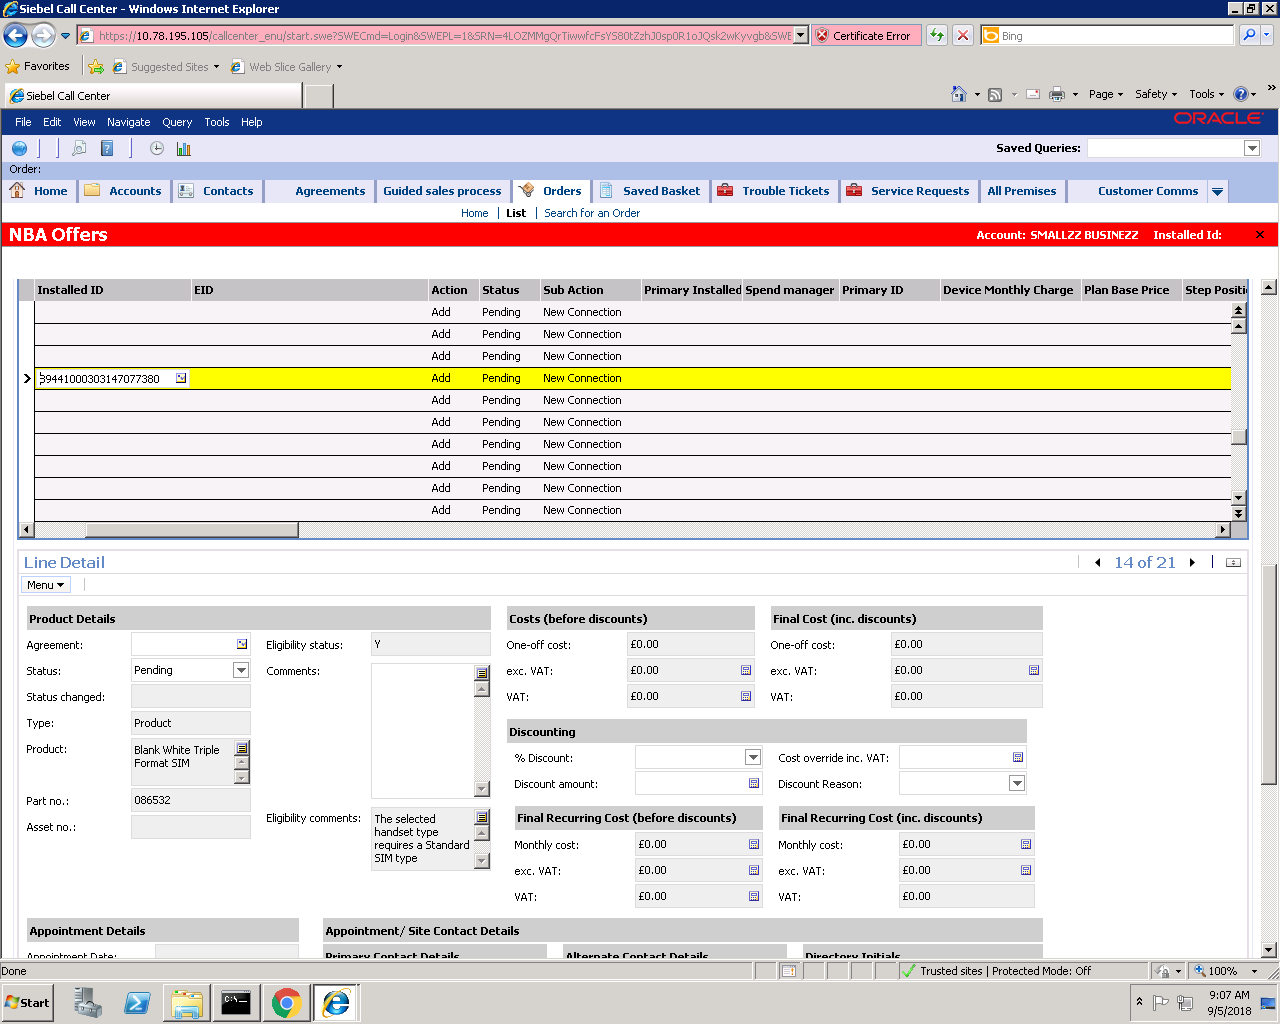 Siebel Call Center - Windows Internet Explorer
https://10.78.195.105/callcenter_enu/start.swe?SWECmd=Login&SWEPL=1&SRN=
Certificate Error
Bing
Favorites
Suggested Sites
Web Slice Gallery
Siebel Call Center
Page
Safety
Tools
File Edit View Navigate Query Tools Help
ORACLE
Saved Queries:
Order:
Home Accounts Contacts Agreements Guided sales process Orders Saved Basket Trouble Tickets Service Requests All Premises Customer Comms
Home | List | Search for an Order
NBA Offers
Account: SMALLZZ BUSINEZZ Installed Id:
Installed ID EID Action Status Sub Action Primary Installed Spend manager Primary ID Device Monthly Charge Plan Base Price Step Positi
Add Pending New Connection
Add Pending New Connection
Add Pending New Connection
39441000303147077380 Add Pending New Connection
Add Pending New Connection
Add Pending New Connection
Add Pending New Connection
Add Pending New Connection
Add Pending New Connection
Add Pending New Connection
Line Detail
14 of 21
Menu
Product Details
Agreement:
Status: Pending
Status changed:
Type: Product
Product: Blank White Triple
Format SIM
Part no.: 086532
Asset no.:
Eligibility status: Y
Comments:
Eligibility comments: The selected
handset type
requires a Standard
SIM type
Costs (before discounts)
One-off cost: £0.00
exc. VAT: £0.00
VAT: £0.00
Final Cost (inc. discounts)
One-off cost: £0.00
exc. VAT: £0.00
VAT: £0.00
Discounting
% Discount:
Cost override inc. VAT:
Discount amount:
Discount Reason:
Final Recurring Cost (before discounts)
Monthly cost: £0.00
exc. VAT: £0.00
VAT: £0.00
Final Recurring Cost (inc. discounts)
Monthly cost: £0.00
exc. VAT: £0.00
VAT: £0.00
Appointment Details
Appointment Date:
Appointment/ Site Contact Details
Primary Contact Details
Alternate Contact Details
Directory Initials
Done
Trusted sites | Protected Mode: Off
100%
Start
9:07 AM
9/5/2018